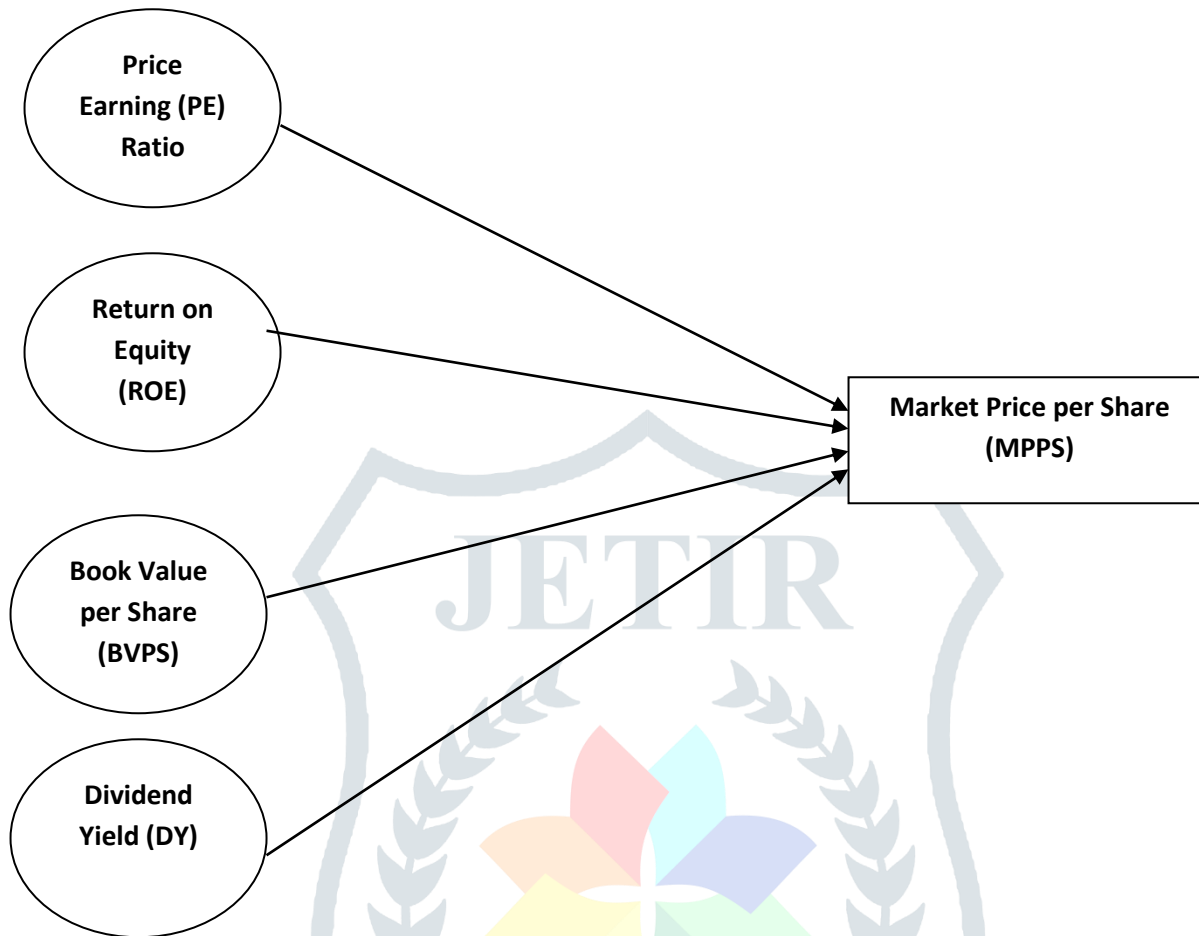 Price
Earning (PE)
Ratio
Return on
Equity
(ROE)
Market Price per Share
(MPPS)
JETIR
Book Value
per Share
(BVPS)
Dividend
Yield (DY)